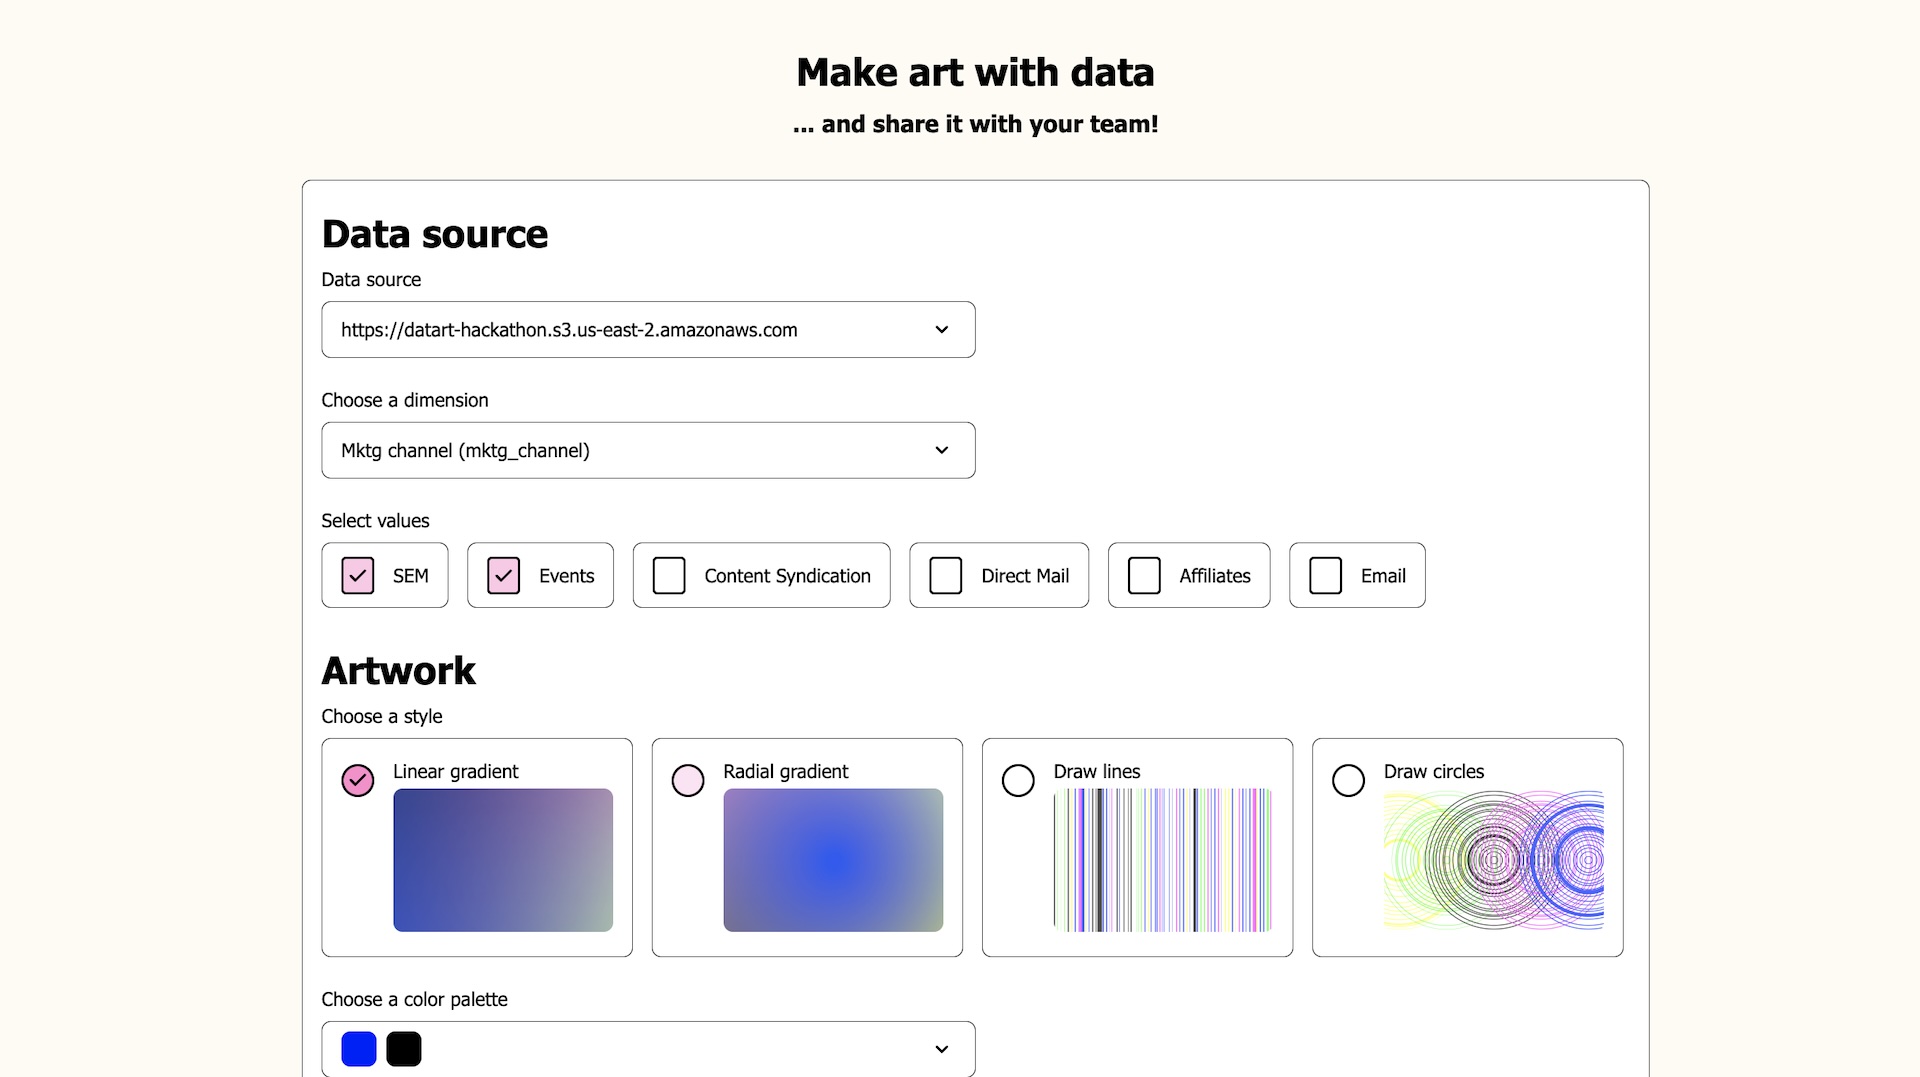 Make art with data
... and share it with your team!
Data source
Data source
https://datart-hackathon.s3.us-east-2.amazonaws.com
Choose a dimension
Mktg channel (mktg_channel)
Select values
SEM Events Content Syndication Direct Mail Affiliates Email
Artwork
Choose a style
Linear gradient Radial gradient Draw lines Draw circles
Choose a color palette